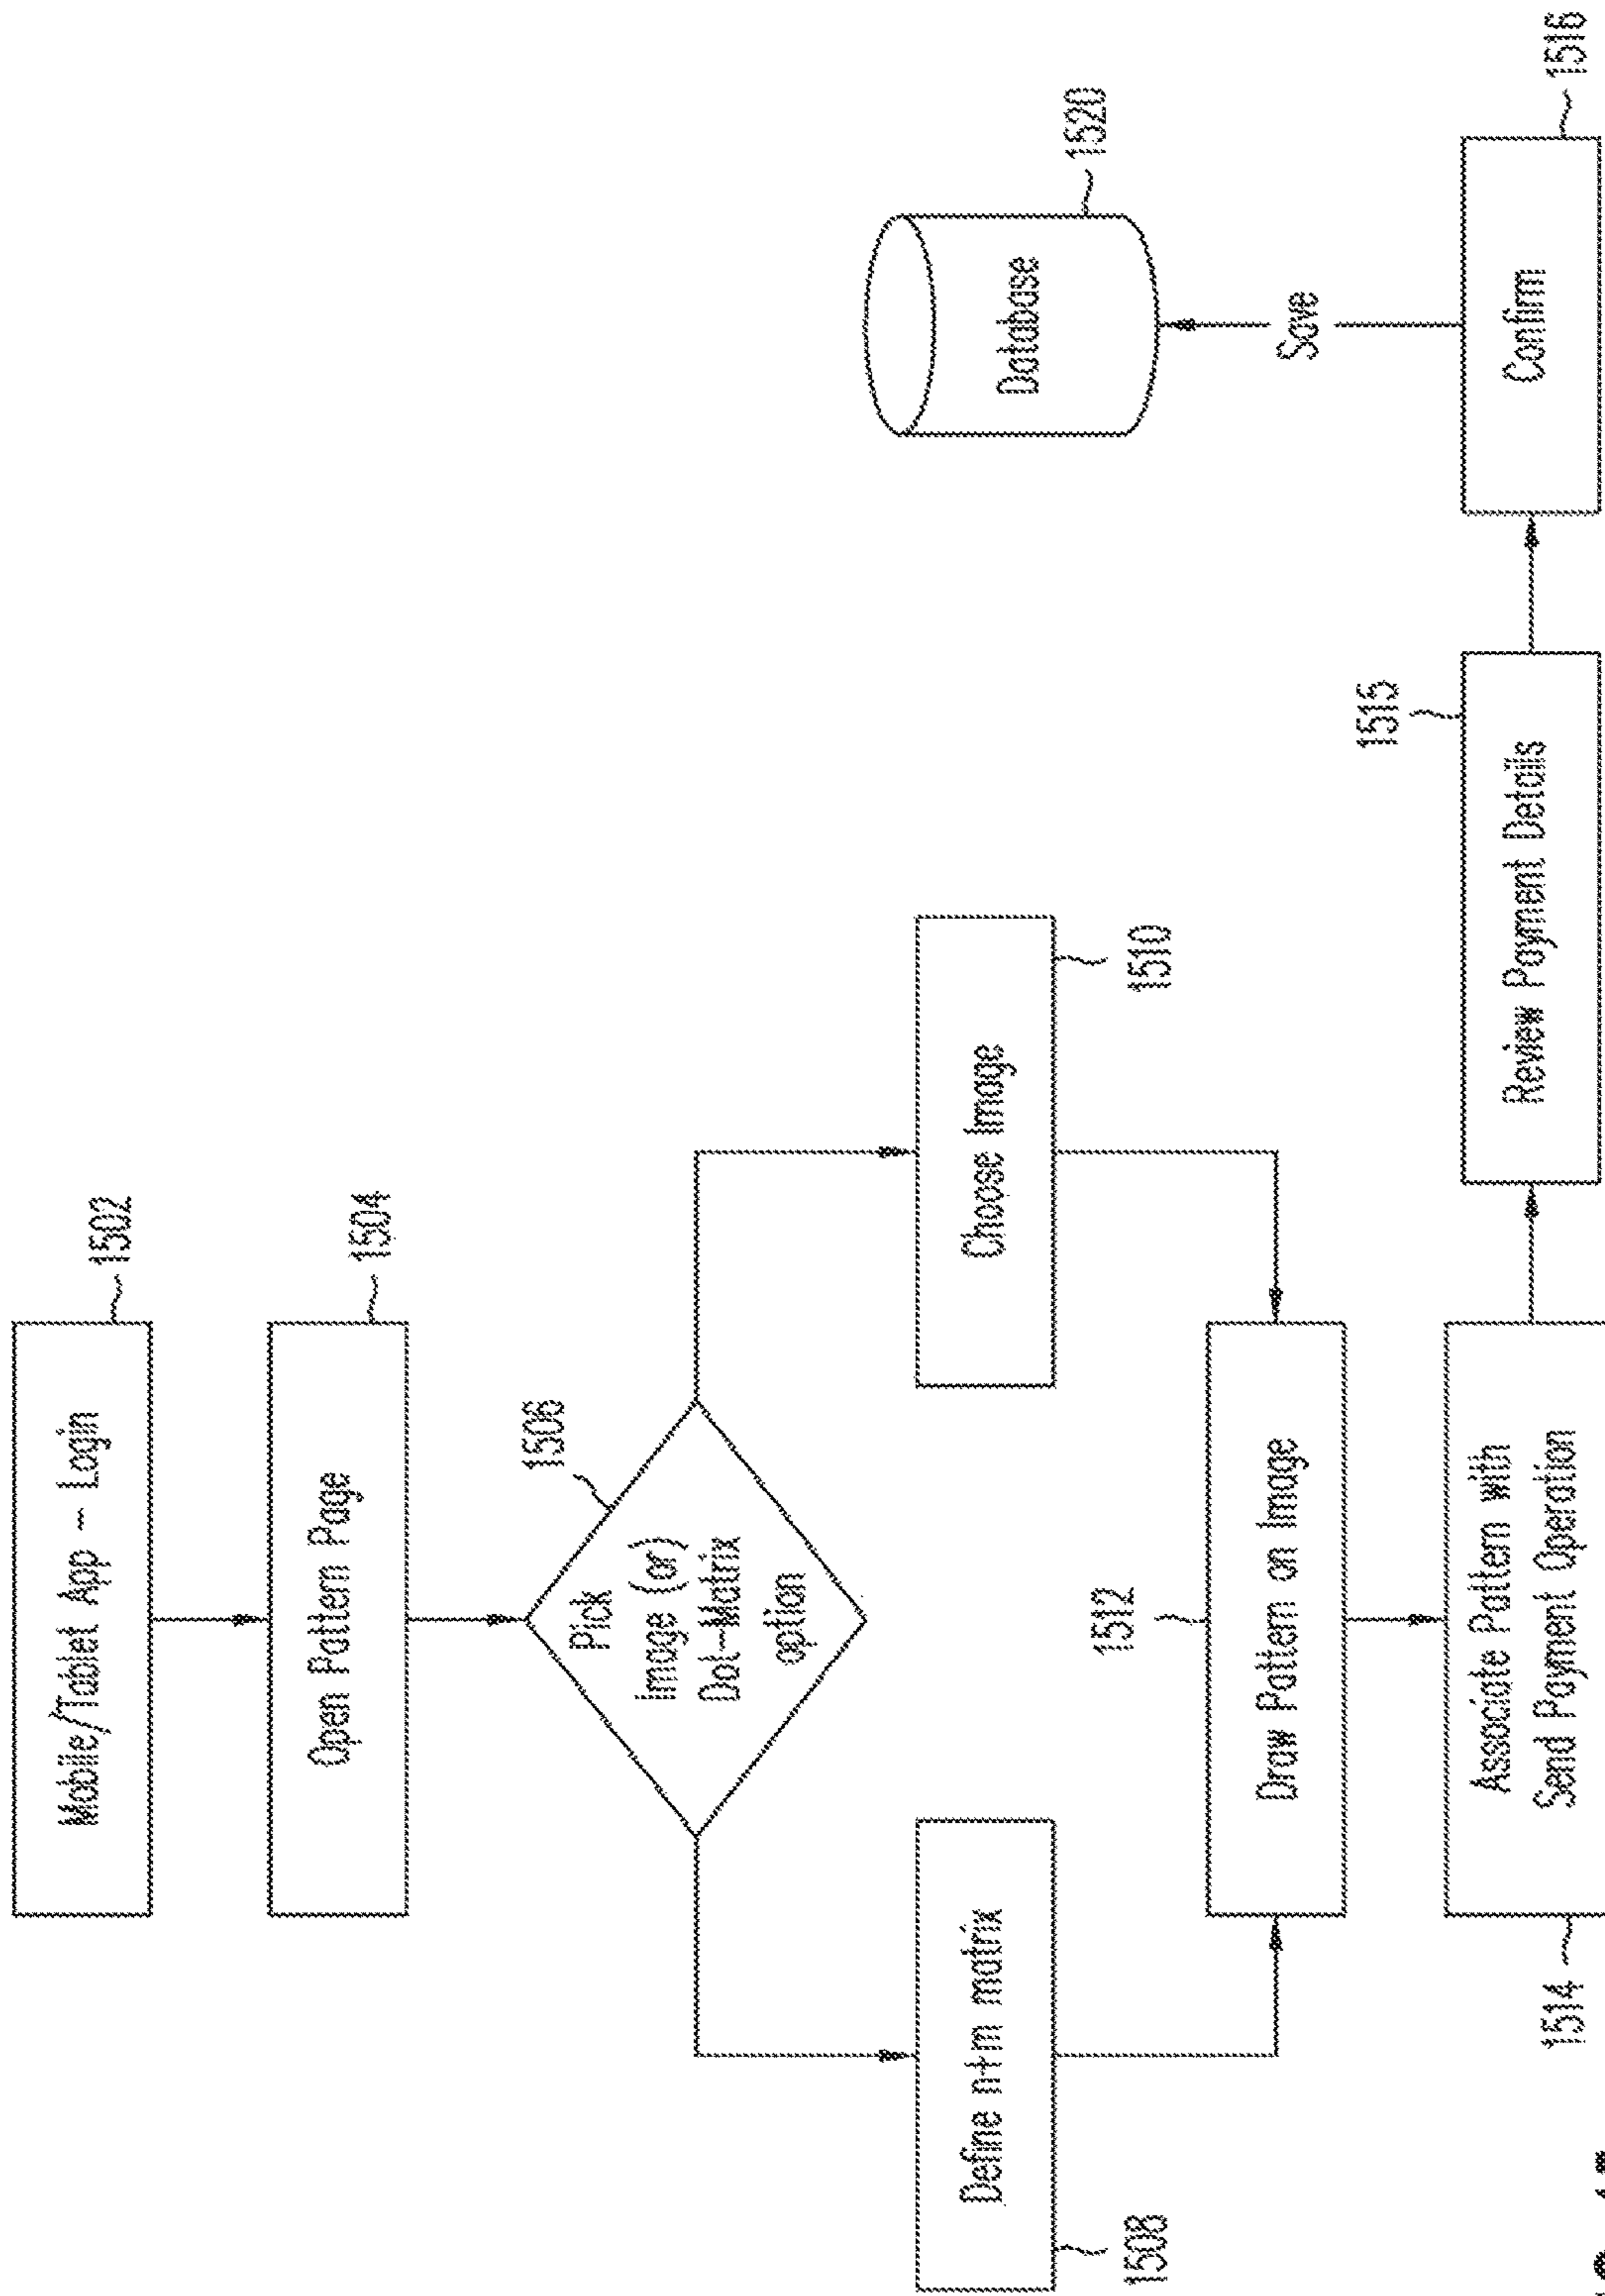 Mobile/Tablet App - Login
1502
Open Pattern Page
1504
Pick
Image (or)
Dot-Matrix
option
1506
Define n+m matrix
1508
Choose Image
1510
Database
1520
1512
Draw Pattern on Image
Save
1515
1514
Associate Pattern with
Send Payment Operation
Review Payment Details
Confirm
1516